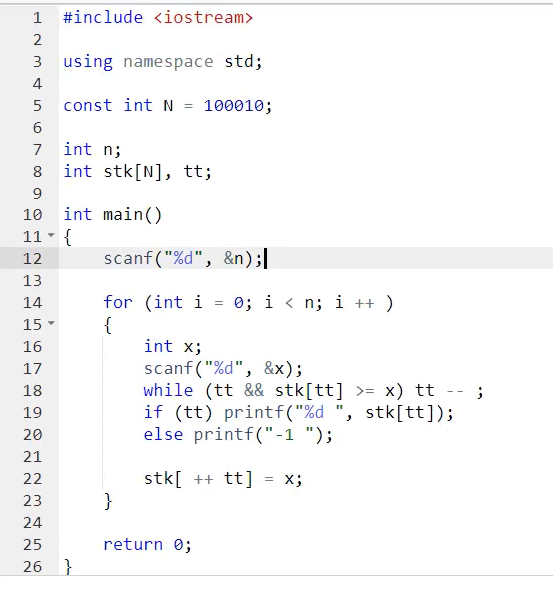 1 #include <iostream>
2
3 using namespace std;
4
5 const int N = 100010;
6
7 int n;
8 int stk[N], tt;
9
10 int main()
11 {
12     scanf("%d", &n);
13
14     for (int i = 0; i < n; i ++ )
15     {
16         int x;
17         scanf("%d", &x);
18         while (tt && stk[tt] >= x) tt -- ;
19         if (tt) printf("%d ", stk[tt]);
20         else printf("-1 ");
21
22         stk[ ++ tt] = x;
23     }
24
25     return 0;
26 }